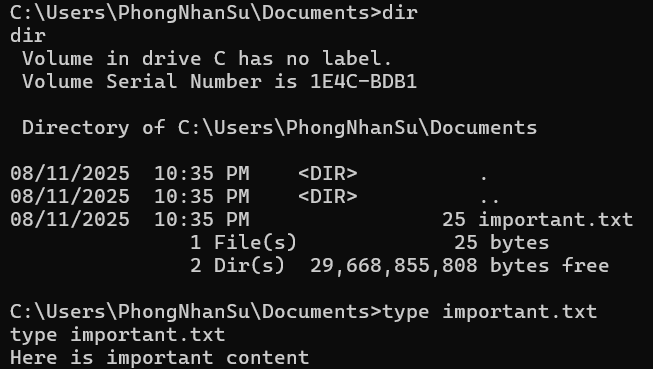 C:\Users\PhongNhanSu\Documents>dir
dir
 Volume in drive C has no label.
 Volume Serial Number is 1E4C-BDB1

 Directory of C:\Users\PhongNhanSu\Documents

08/11/2025  10:35 PM    <DIR>          .
08/11/2025  10:35 PM    <DIR>          ..
08/11/2025  10:35 PM                25 important.txt
               1 File(s)             25 bytes
               2 Dir(s)  29,668,855,808 bytes free

C:\Users\PhongNhanSu\Documents>type important.txt
type important.txt
Here is important content